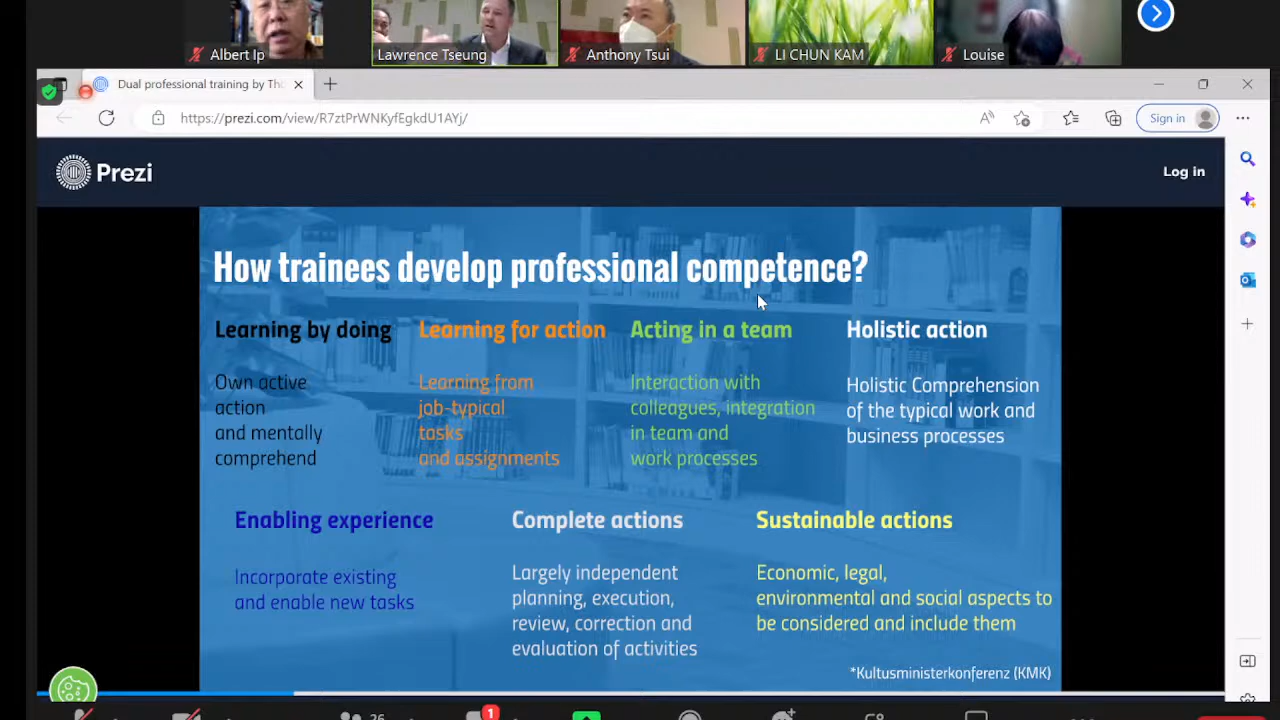 Albert Ip
Lawrence Tseung
Anthony Tsui
LI CHUN KAM
Louise
Dual professional training by Th
https://prezi.com/view/R7ztPrWNKyfEgkdU1AYj/
Sign in
Prezi
Log in
How trainees develop professional competence?
Learning by doing
Own active
action
and mentally
comprehend
Learning for action
Learning from
job-typical
tasks
and assignments
Acting in a team
Interaction with
colleagues, integration
in team and
work processes
Holistic action
Holistic Comprehension
of the typical work and
business processes
Enabling experience
Incorporate existing
and enable new tasks
Complete actions
Largely independent
planning, execution,
review, correction and
evaluation of activities
Sustainable actions
Economic, legal,
environmental and social aspects to
be considered and include them
*Kultusministerkonferenz (KMK)
26
1